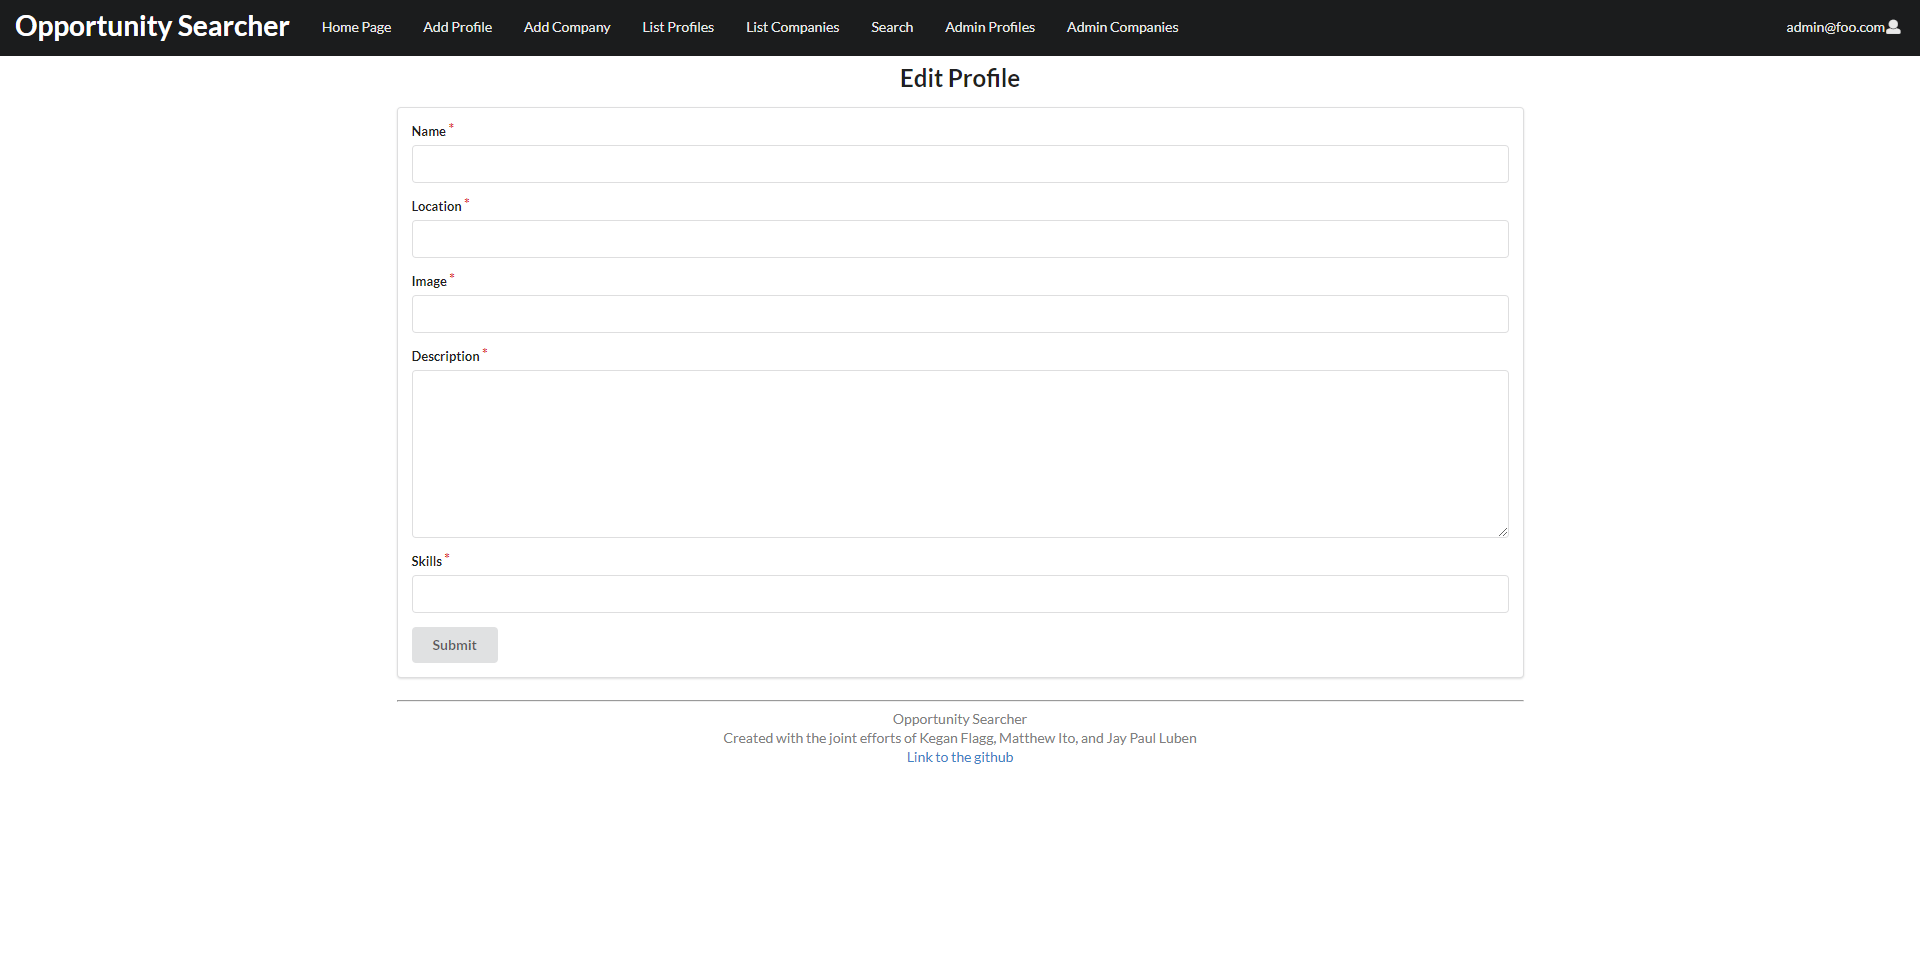 Opportunity Searcher Home Page Add Profile Add Company List Profiles List Companies Search Admin Profiles Admin Companies admin@foo.com
Edit Profile
Name *
Location *
Image *
Description *
Skills *
Submit
Opportunity Searcher
Created with the joint efforts of Kegan Flagg, Matthew Ito, and Jay Paul Luben
Link to the github